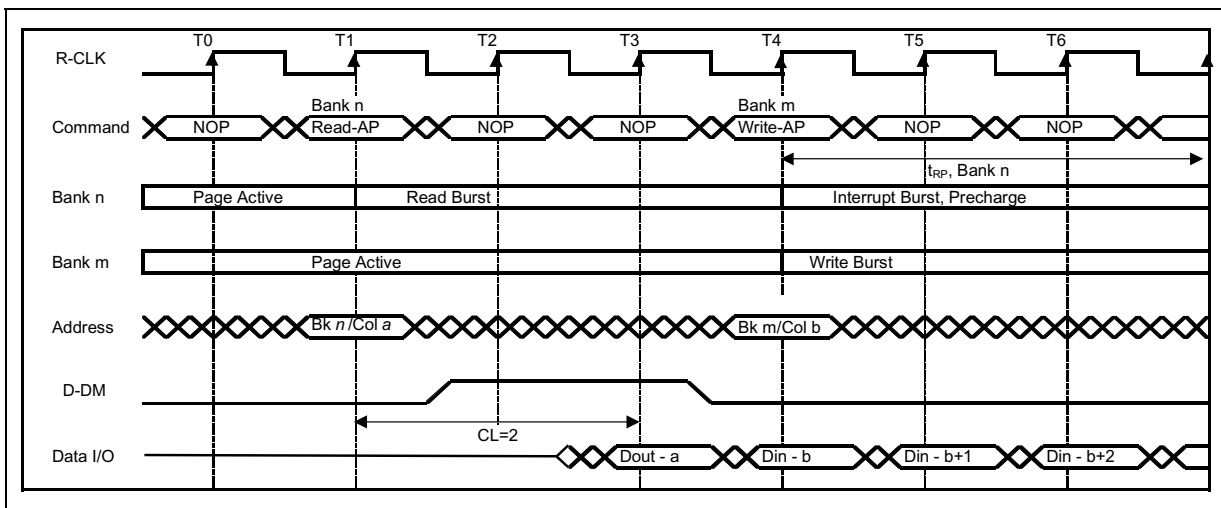 T0 T1 T2 T3 T4 T5 T6
R-CLK
Bank n Bank m
Command NOP Read-AP NOP NOP Write-AP NOP NOP
tRP, Bank n
Bank n Page Active Read Burst Interrupt Burst, Precharge
Bank m Page Active Write Burst
Address Bk n/Col a Bk m/Col b
D-DM
CL=2
Data I/O Dout - a Din - b Din - b+1 Din - b+2